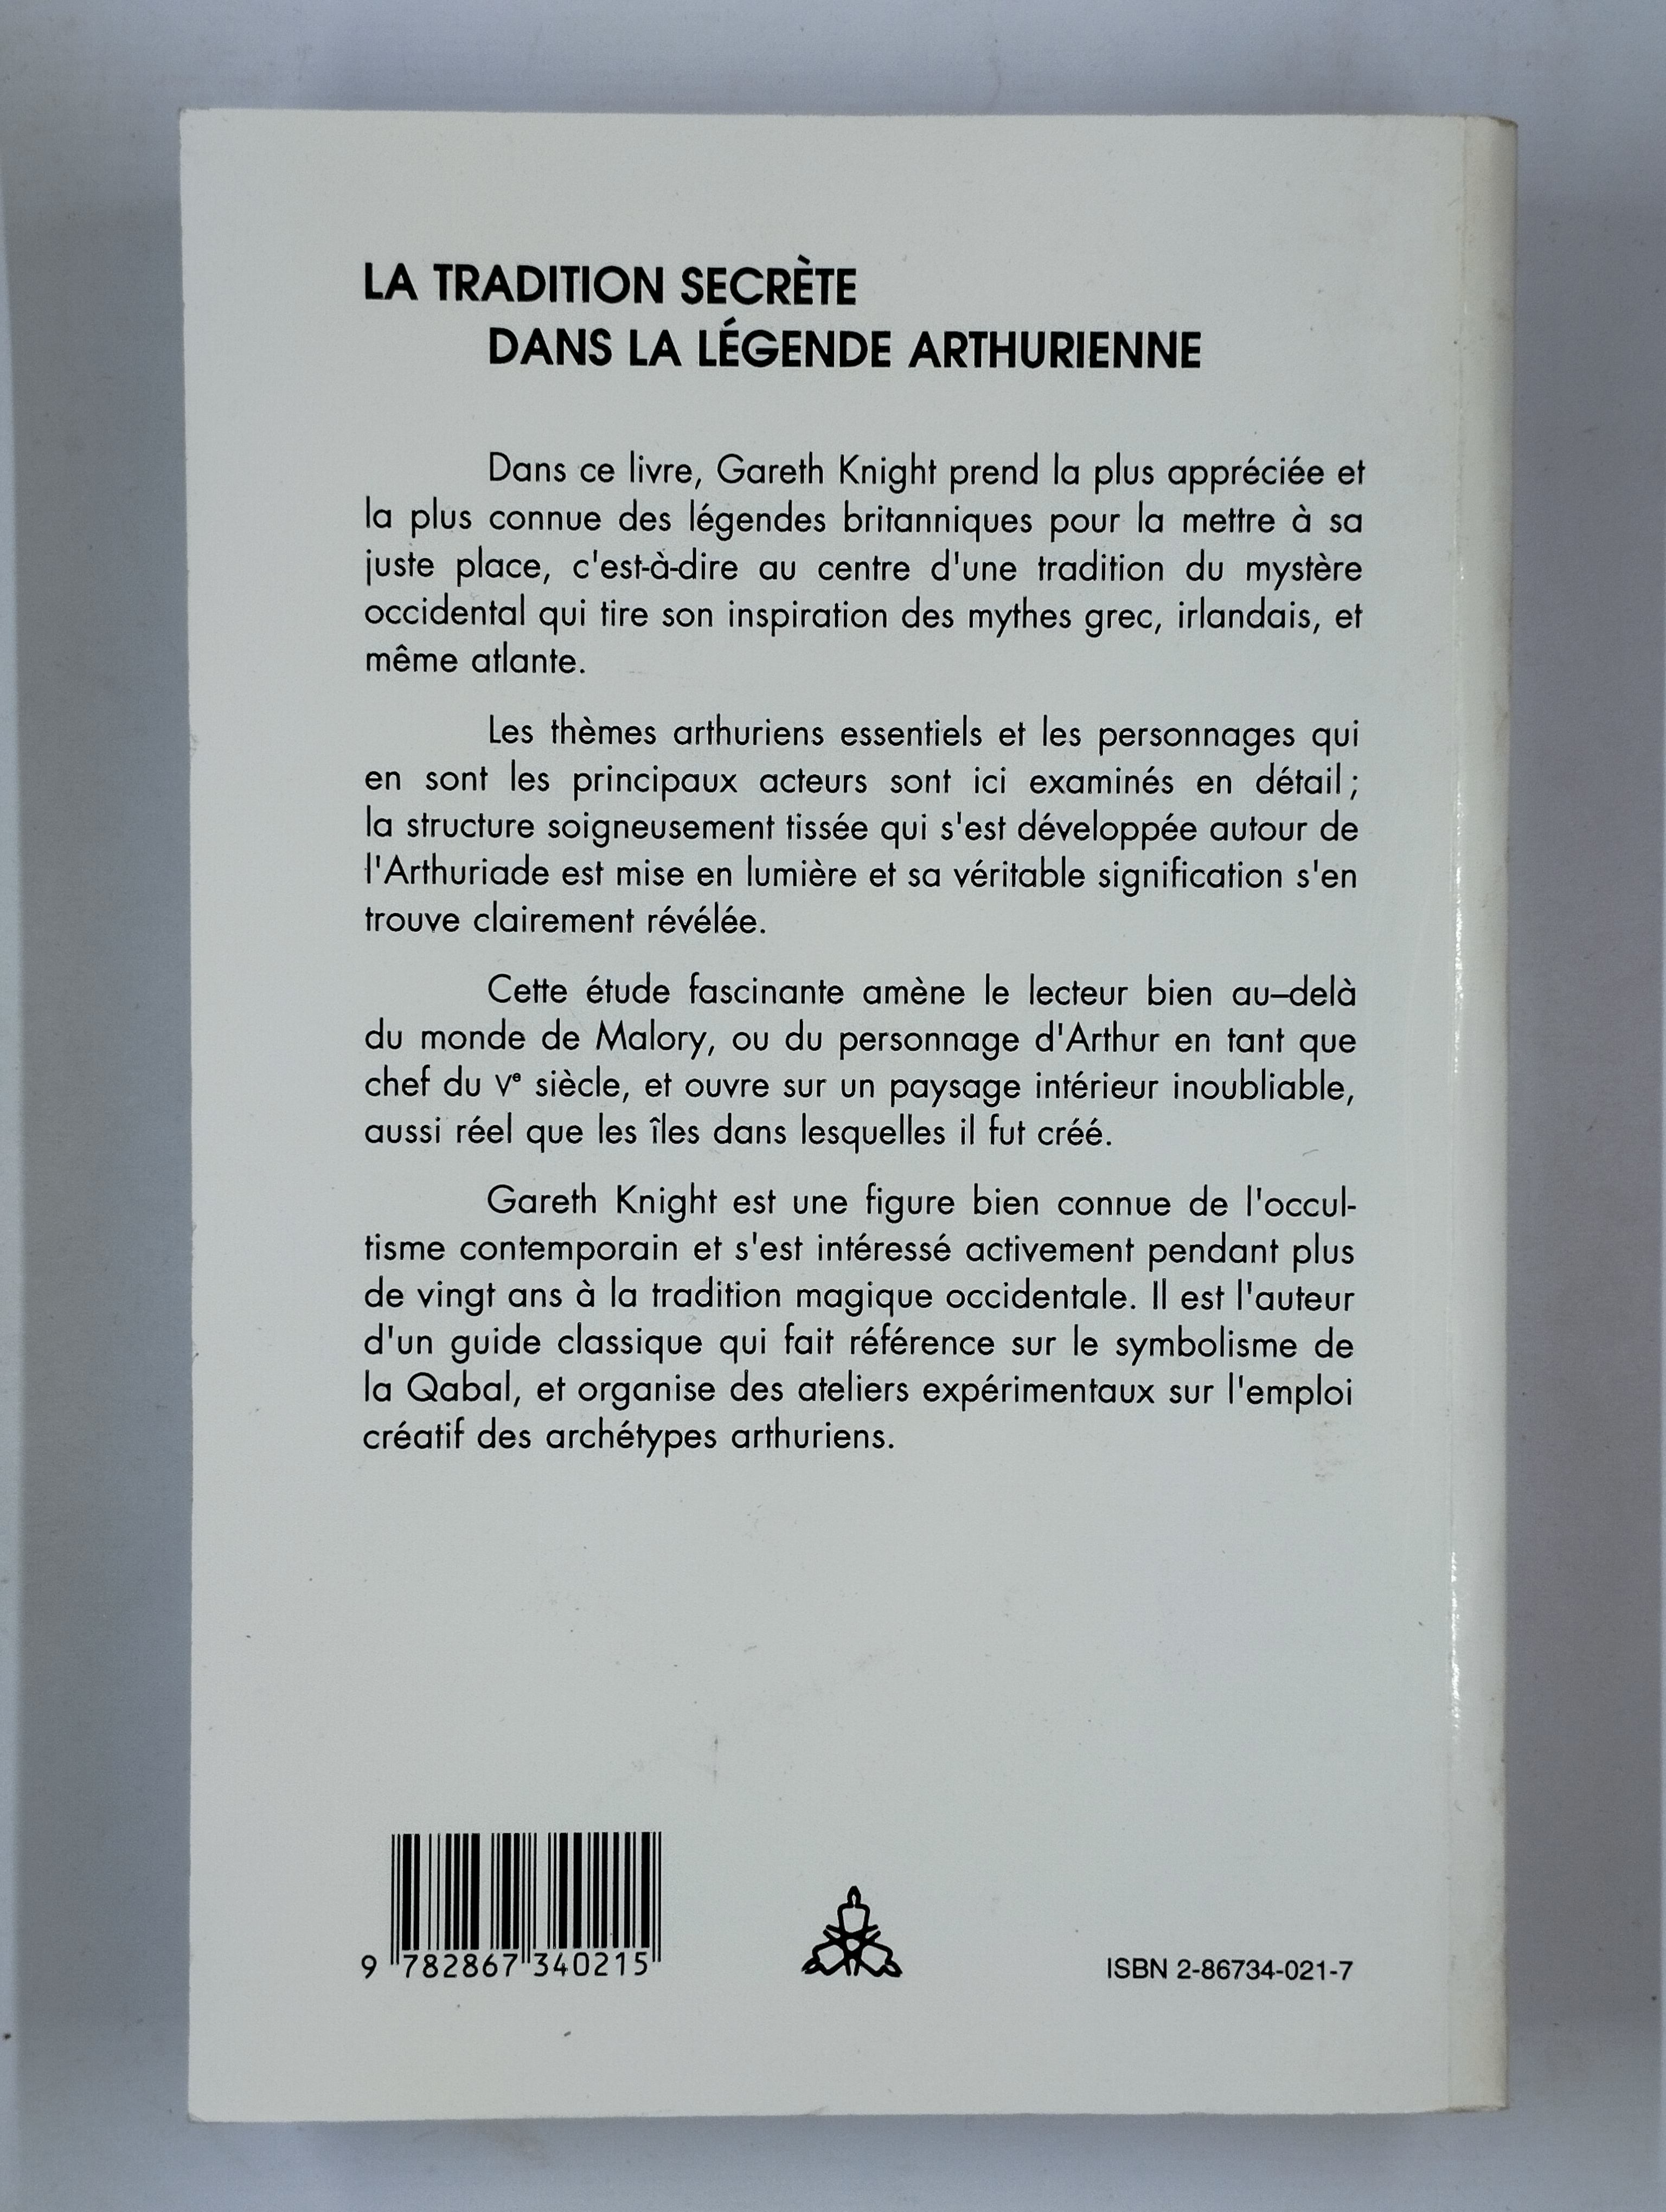 LA TRADITION SECRÈTE
DANS LA LÉGENDE ARTHURIENNE
Dans ce livre, Gareth Knight prend la plus appréciée et
la plus connue des légendes britanniques pour la mettre à sa
juste place, c'est-à-dire au centre d'une tradition du mystère
occidental qui tire son inspiration des mythes grec, irlandais, et
même atlante.
Les thèmes arthuriens essentiels et les personnages qui
en sont les principaux acteurs sont ici examinés en détail ;
la structure soigneusement tissée qui s'est développée autour de
l'Arthuriade est mise en lumière et sa véritable signification s'en
trouve clairement révélée.
Cette étude fascinante amène le lecteur bien au–delà
du monde de Malory, ou du personnage d'Arthur en tant que
chef du Vᵉ siècle, et ouvre sur un paysage intérieur inoubliable,
aussi réel que les îles dans lesquelles il fut créé.
Gareth Knight est une figure bien connue de l'occul-
tisme contemporain et s'est intéressé activement pendant plus
de vingt ans à la tradition magique occidentale. Il est l'auteur
d'un guide classique qui fait référence sur le symbolisme de
la Qabal, et organise des ateliers expérimentaux sur l'emploi
créatif des archétypes arthuriens.
9 782867 340215
ISBN 2-86734-021-7